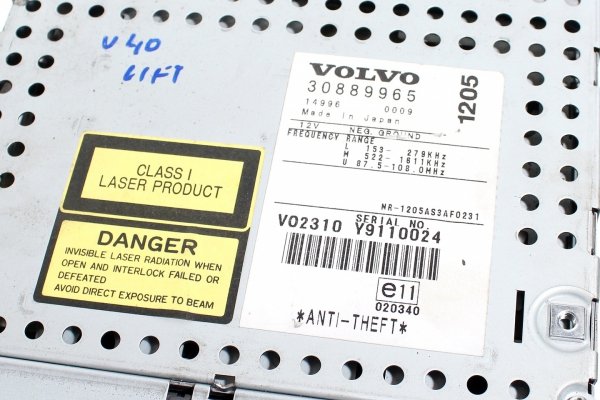 V40
LIFT
VOLVO
30889965
1205
14996 0009
Made in Japan
12V NEG. GROUND
FREQUENCY RANGE
L 153- 279KHz
M 522-1611KHz
U 87.5-108.0MHz
NR-1205AS3AF0231
SERIAL NO.
VO2310 Y9110024
e11
020340
*ANTI-THEFT*
CLASS I
LASER PRODUCT
DANGER
INVISIBLE LASER RADIATION WHEN
OPEN AND INTERLOCK FAILED OR
DEFEATED
AVOID DIRECT EXPOSURE TO BEAM